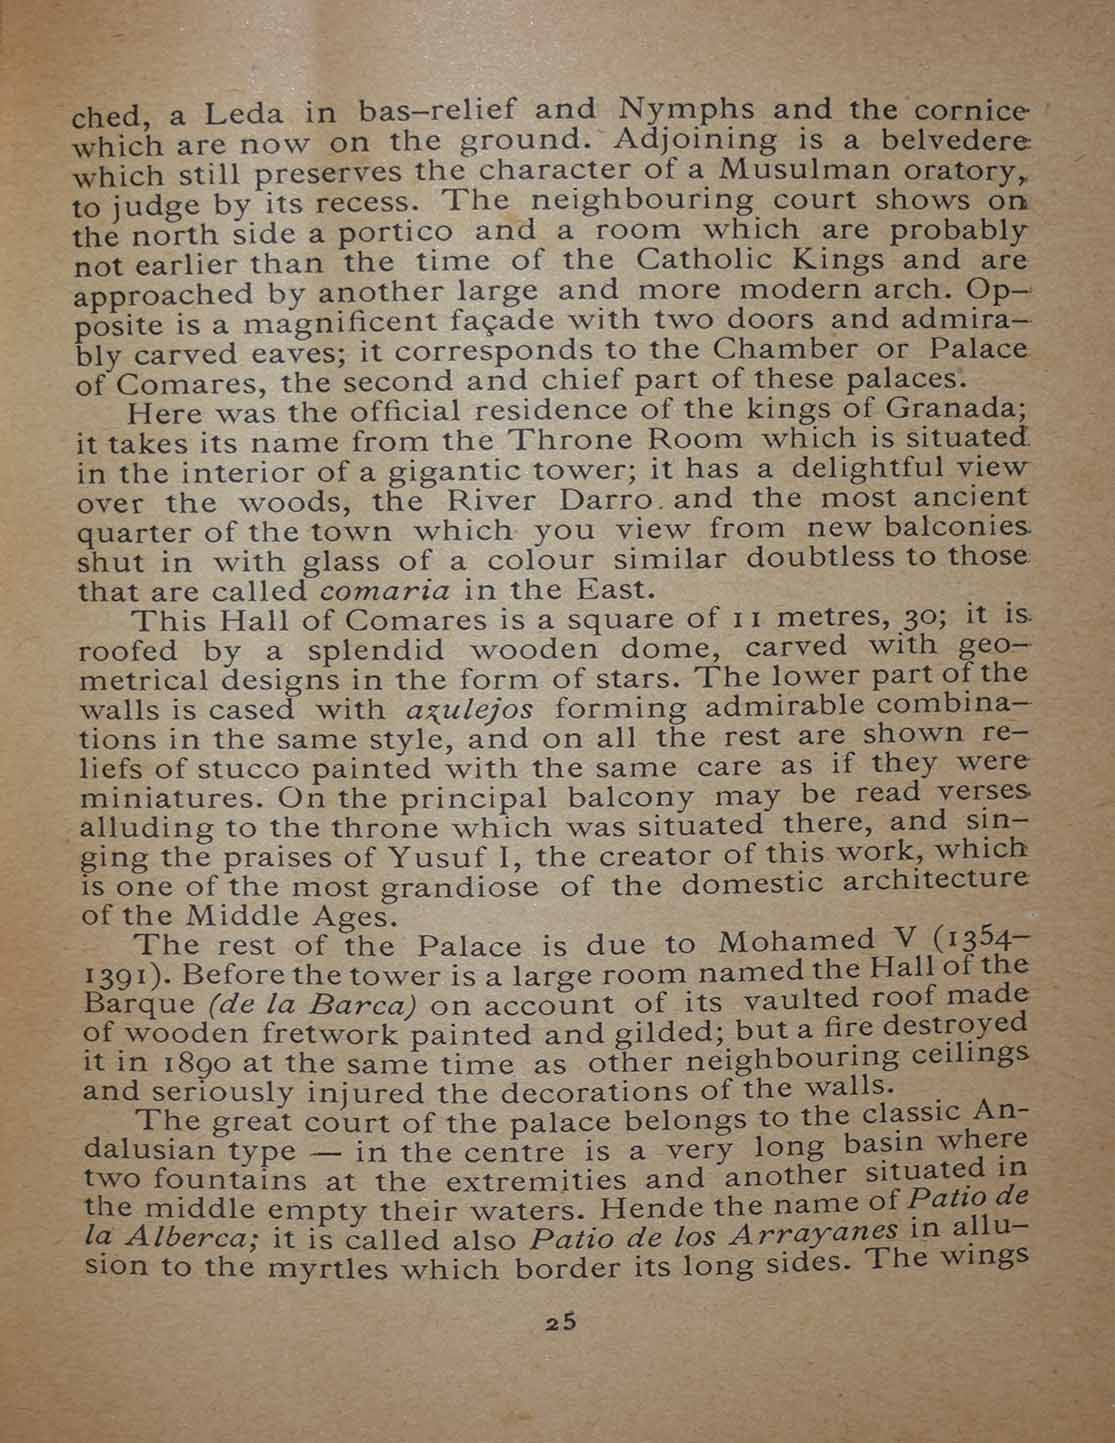 ched, a Leda in bas–relief and Nymphs and the cornice
which are now on the ground. Adjoining is a belvedere
which still preserves the character of a Musulman oratory,
to judge by its recess. The neighbouring court shows on
the north side a portico and a room which are probably
not earlier than the time of the Catholic Kings and are
approached by another large and more modern arch. Op–
posite is a magnificent façade with two doors and admira–
bly carved eaves; it corresponds to the Chamber or Palace
of Comares, the second and chief part of these palaces.
Here was the official residence of the kings of Granada;
it takes its name from the Throne Room which is situated
in the interior of a gigantic tower; it has a delightful view
over the woods, the River Darro. and the most ancient
quarter of the town which you view from new balconies
shut in with glass of a colour similar doubtless to those
that are called comaria in the East.
This Hall of Comares is a square of 11 metres, 30; it is
roofed by a splendid wooden dome, carved with geo–
metrical designs in the form of stars. The lower part of the
walls is cased with azulejos forming admirable combina–
tions in the same style, and on all the rest are shown re–
liefs of stucco painted with the same care as if they were
miniatures. On the principal balcony may be read verses
alluding to the throne which was situated there, and sin–
ging the praises of Yusuf I, the creator of this work, which
is one of the most grandiose of the domestic architecture
of the Middle Ages.
The rest of the Palace is due to Mohamed V (1354–
1391). Before the tower is a large room named the Hall of the
Barque (de la Barca) on account of its vaulted roof made
of wooden fretwork painted and gilded; but a fire destroyed
it in 1890 at the same time as other neighbouring ceilings
and seriously injured the decorations of the walls.
The great court of the palace belongs to the classic An-
dalusian type — in the centre is a very long basin where
two fountains at the extremities and another situated in
the middle empty their waters. Hende the name of Patio de
la Alberca; it is called also Patio de los Arrayanes in allu–
sion to the myrtles which border its long sides. The wings
25